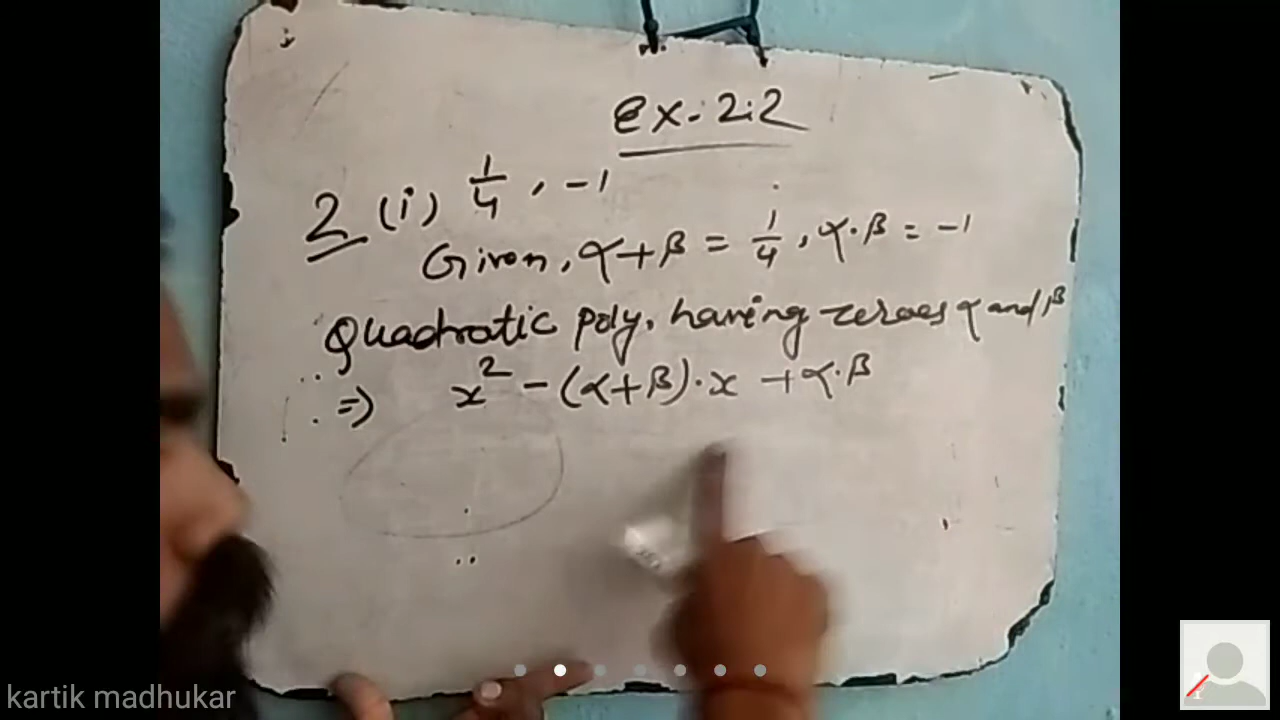 ex. 2.2
2 (i) 1/4, -1
Given, α+β = 1/4, α.β = -1
Quadratic poly. having zeroes α and β
=> x² - (α+β).x + α.β
kartik madhukar